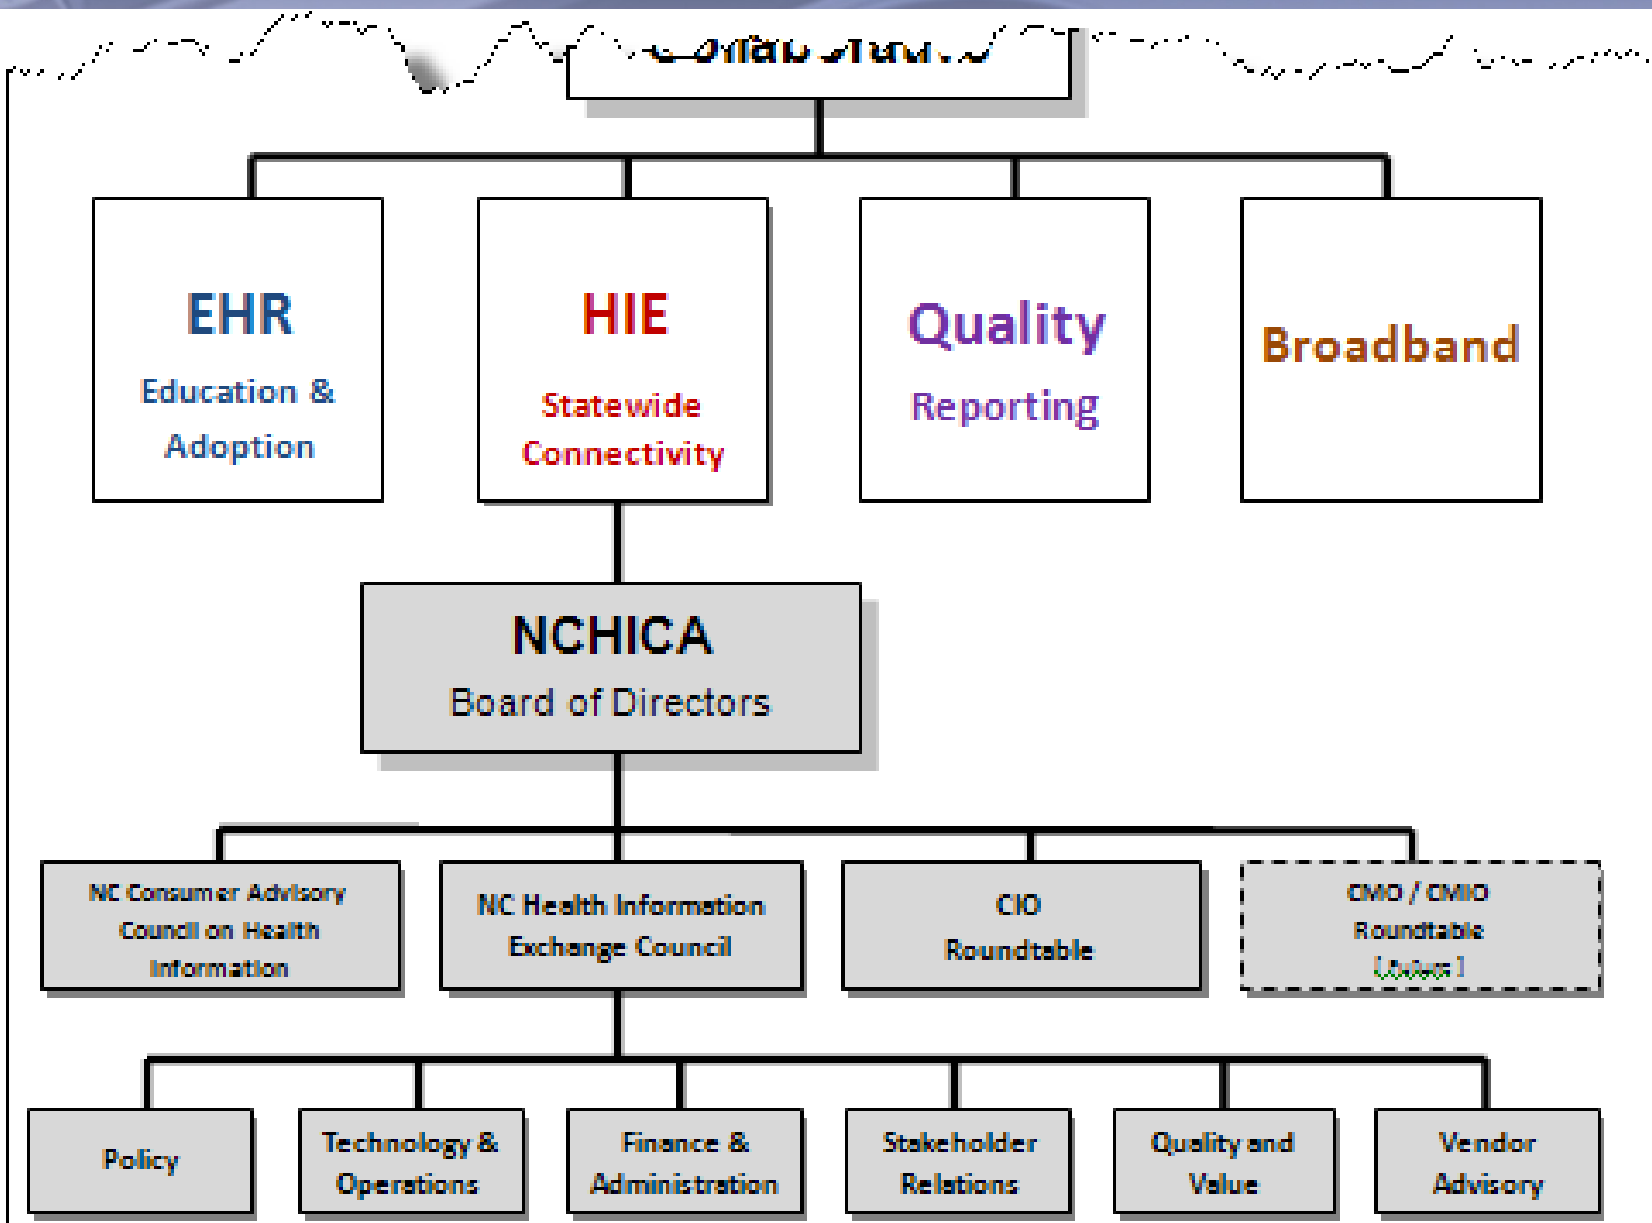 EHR
Education &
Adoption
HIE
Statewide
Connectivity
Quality
Reporting
Broadband
NCHICA
Board of Directors
NC Consumer Advisory
Council on Health
Information
NC Health Information
Exchange Council
CIO
Roundtable
CMO / CMIO
Roundtable
Policy
Technology &
Operations
Finance &
Administration
Stakeholder
Relations
Quality and
Value
Vendor
Advisory